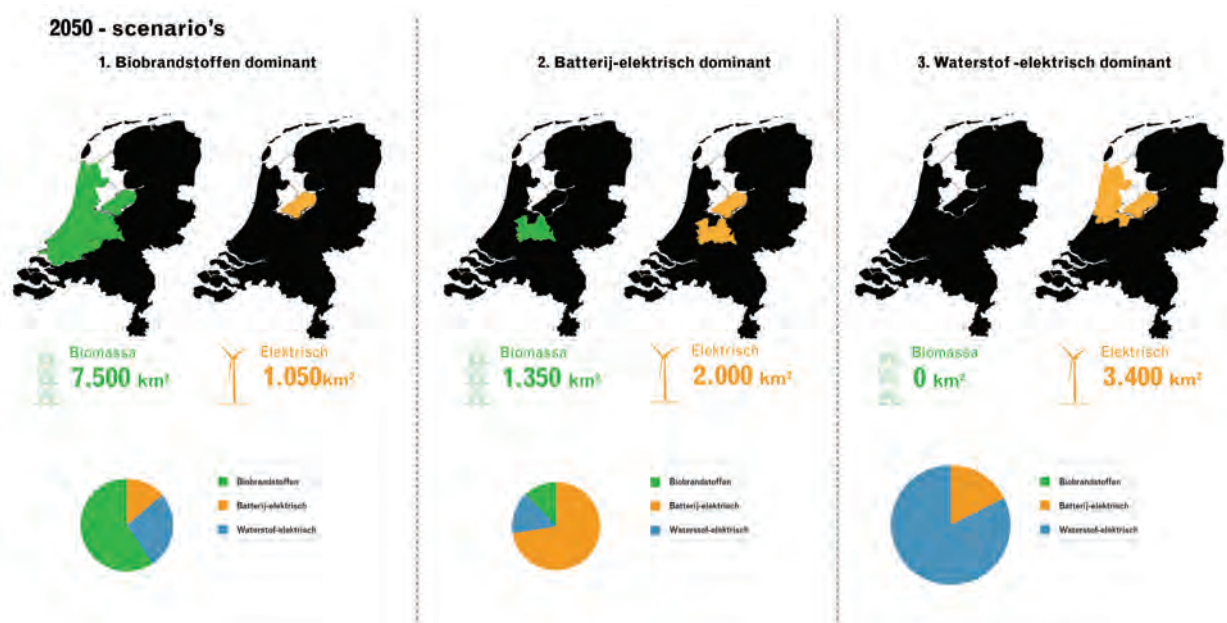 2050 - scenario's
1. Biobrandstoffen dominant
Biomassa
7.500 km²
Elektrisch
1.050km²
Biobrandstoffen
Batterij-elektrisch
Waterstof-elektrisch
2. Batterij-elektrisch dominant
Biomassa
1.350 km²
Elektrisch
2.000 km²
Biobrandstoffen
Batterij-elektrisch
Waterstof-elektrisch
3. Waterstof -elektrisch dominant
Biomassa
0 km²
Elektrisch
3.400 km²
Biobrandstoffen
Batterij-elektrisch
Waterstof-elektrisch